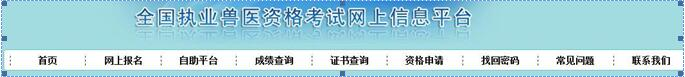 全国执业兽医资格考试网上信息平台
首页 网上报名 自助平台 成绩查询 证书查询 资格申请 找回密码 常见问题 联系我们